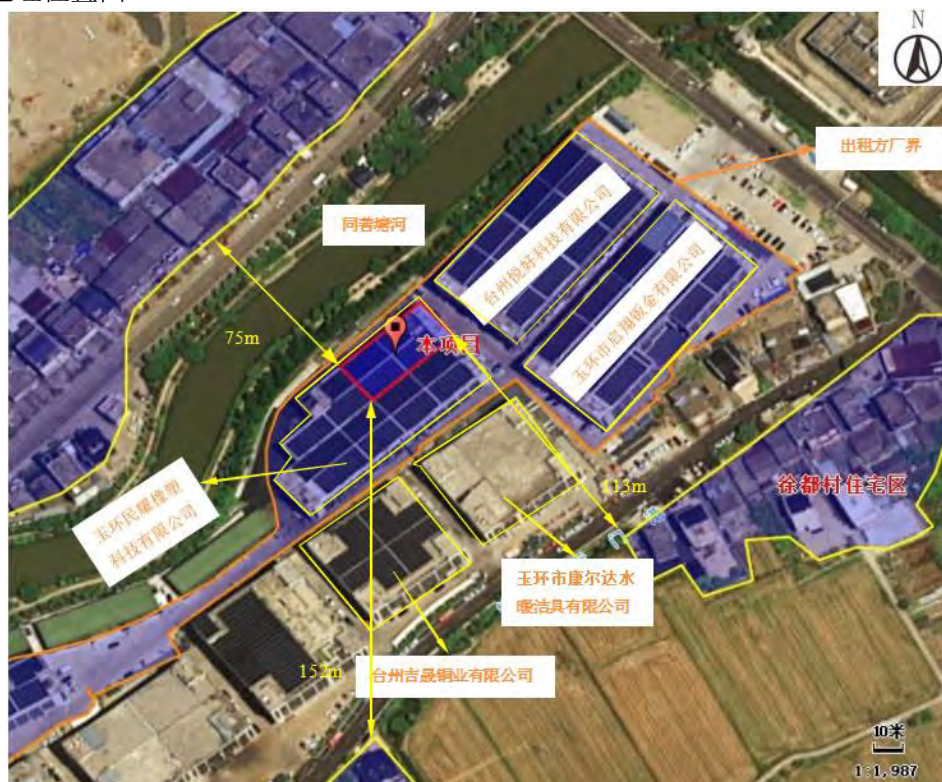 N
出租方厂界
同善塘河
台州锐好科技有限公司
玉环市启翔钣金有限公司
75m
本项目
113m
徐都村住宅区
玉环民耀橡塑
科技有限公司
玉环市康尔达水
暖洁具有限公司
152m
台州吉晟铜业有限公司
10米
1:1,987